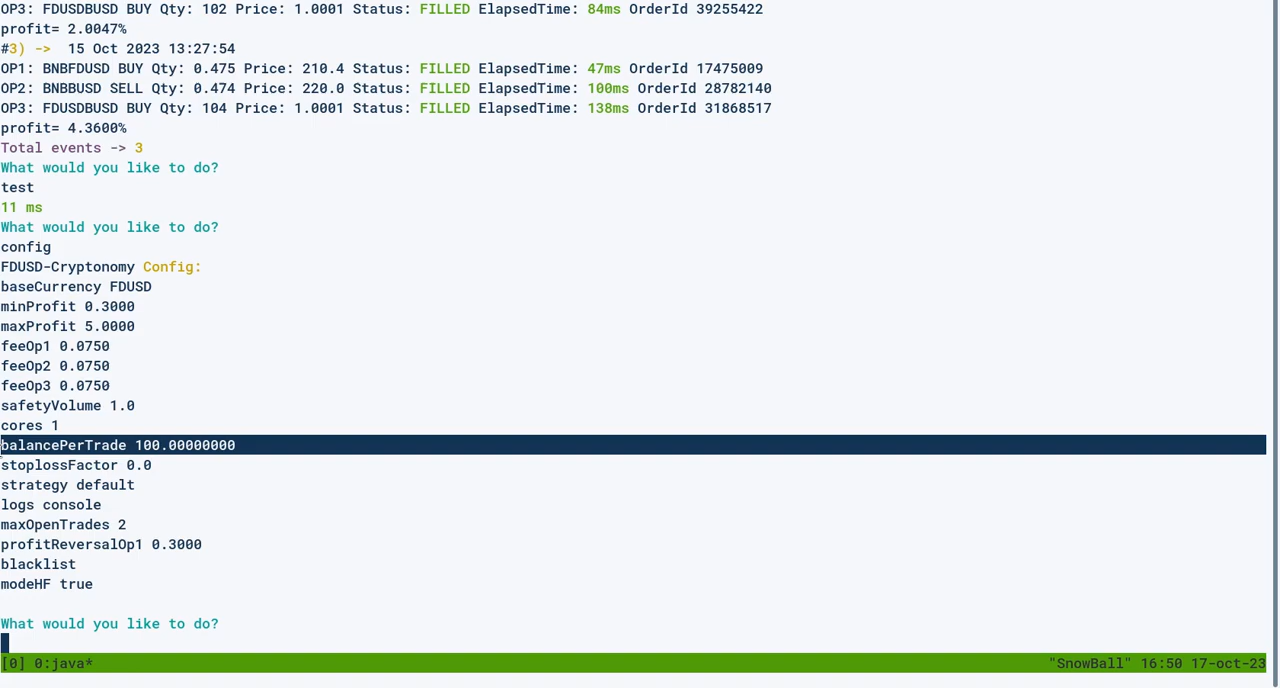 OP3: FDUSDBUSD BUY Qty: 102 Price: 1.0001 Status: FILLED ElapsedTime: 84ms OrderId 39255422
profit= 2.0047%
#3) ->  15 Oct 2023 13:27:54
OP1: BNBFDUSD BUY Qty: 0.475 Price: 210.4 Status: FILLED ElapsedTime: 47ms OrderId 17475009
OP2: BNBBUSD SELL Qty: 0.474 Price: 220.0 Status: FILLED ElapsedTime: 100ms OrderId 28782140
OP3: FDUSDBUSD BUY Qty: 104 Price: 1.0001 Status: FILLED ElapsedTime: 138ms OrderId 31868517
profit= 4.3600%
Total events -> 3
What would you like to do?
test
11 ms
What would you like to do?
config
FDUSD-Cryptonomy Config:
baseCurrency FDUSD
minProfit 0.3000
maxProfit 5.0000
feeOp1 0.0750
feeOp2 0.0750
feeOp3 0.0750
safetyVolume 1.0
cores 1
balancePerTrade 100.00000000
stoplossFactor 0.0
strategy default
logs console
maxOpenTrades 2
profitReversalOp1 0.3000
blacklist
modeHF true
What would you like to do?
[0] 0:java* "SnowBall" 16:50 17-oct-23